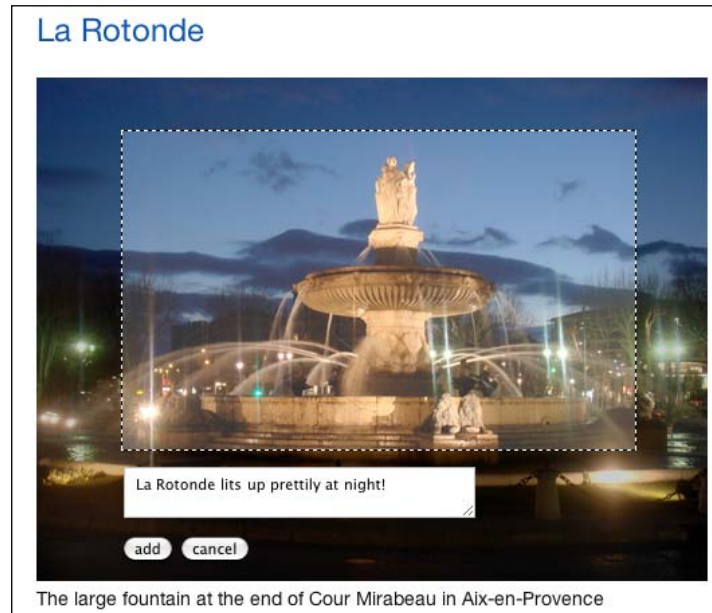 La Rotonde
La Rotonde lits up prettily at night!
add
cancel
The large fountain at the end of Cour Mirabeau in Aix-en-Provence